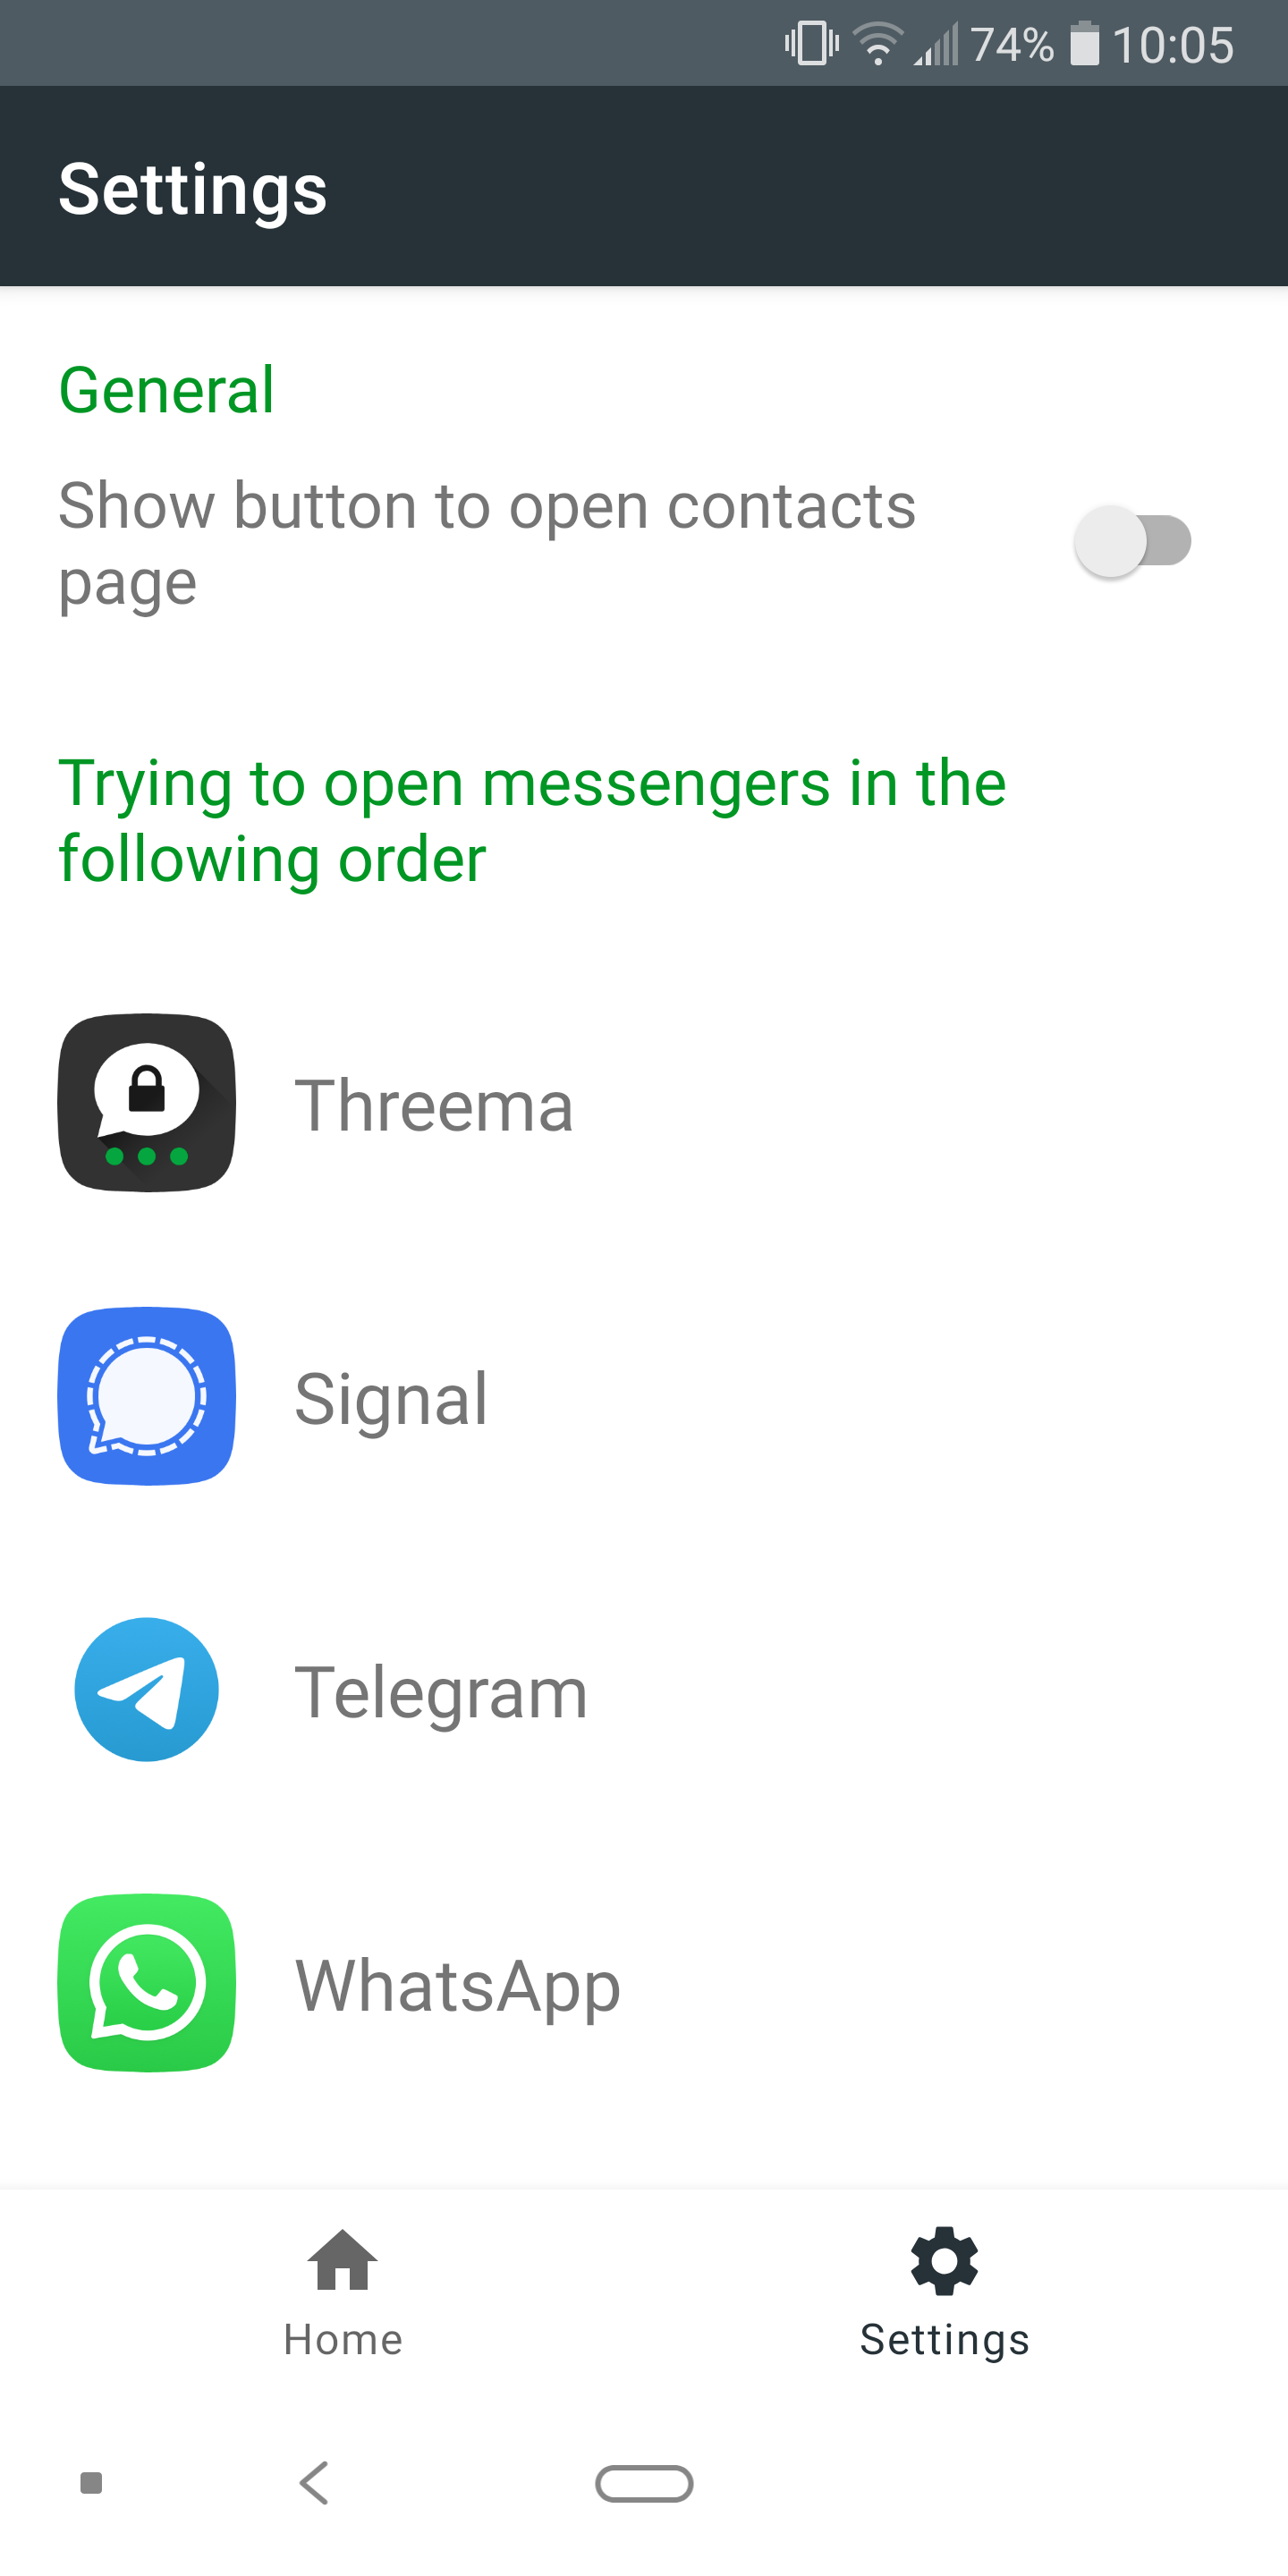 74% 10:05
Settings
General
Show button to open contacts
page
Trying to open messengers in the
following order
Threema
Signal
Telegram
WhatsApp
Home Settings